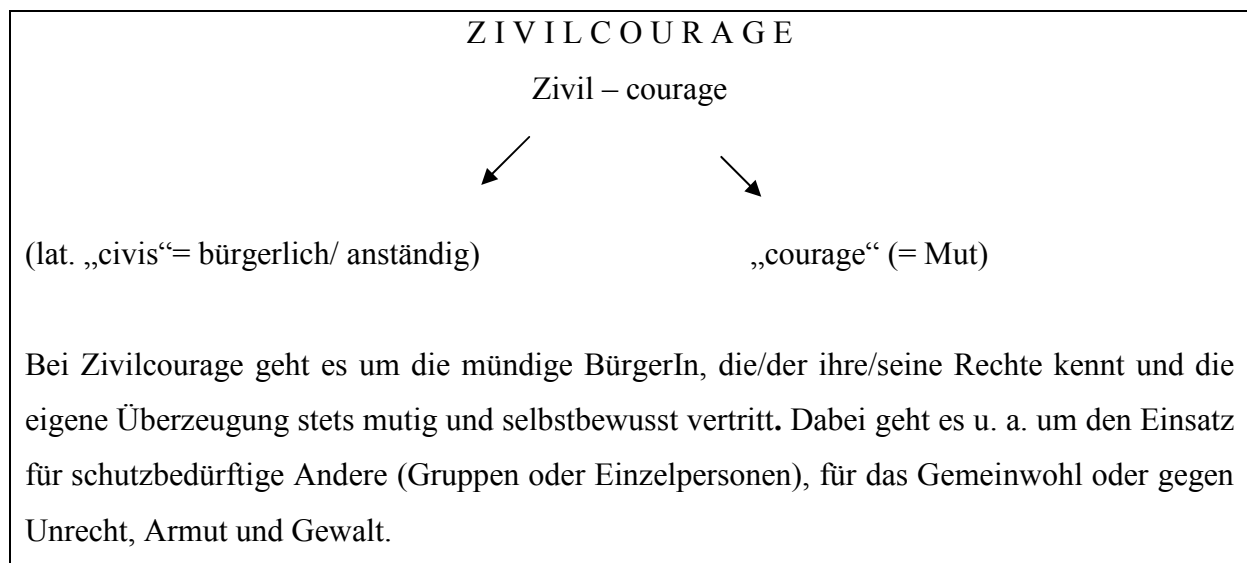 Z I V I L C O U R A G E
Zivil – courage
(lat. „civis“= bürgerlich/ anständig) „courage“ (= Mut)
Bei Zivilcourage geht es um die mündige BürgerIn, die/der ihre/seine Rechte kennt und die
eigene Überzeugung stets mutig und selbstbewusst vertritt. Dabei geht es u. a. um den Einsatz
für schutzbedürftige Andere (Gruppen oder Einzelpersonen), für das Gemeinwohl oder gegen
Unrecht, Armut und Gewalt.